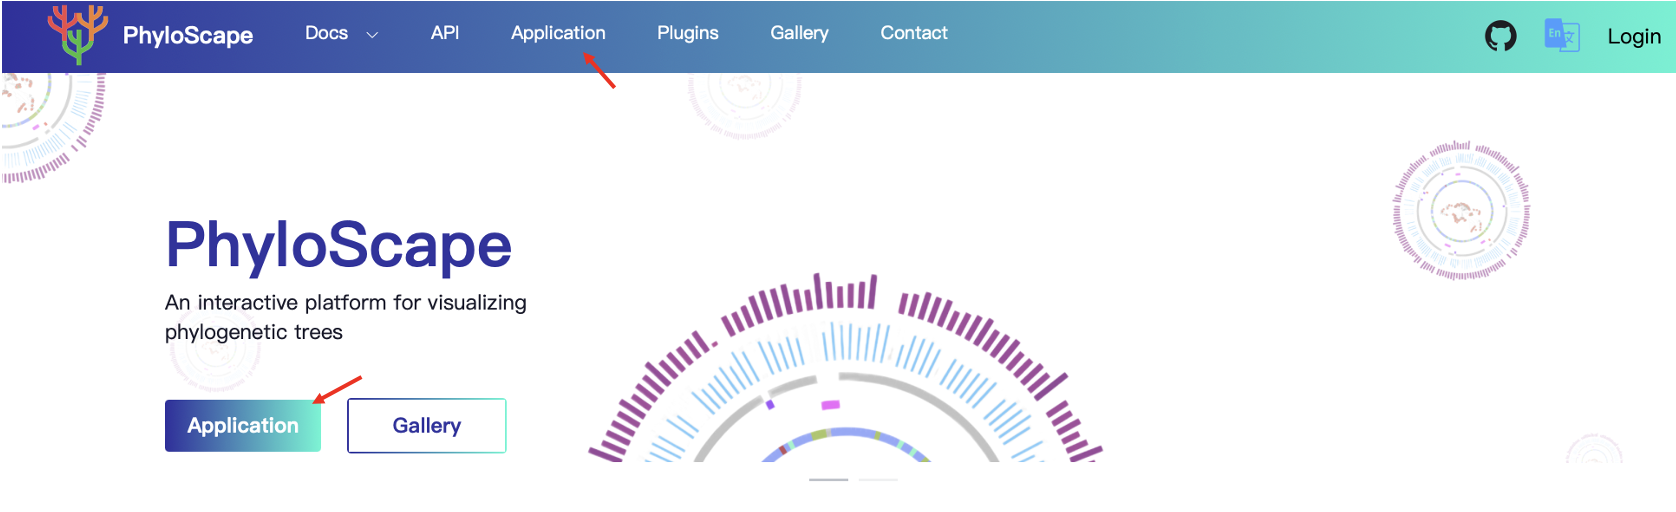 PhyloScape
Docs
API
Application
Plugins
Gallery
Contact
En 文
Login
PhyloScape
An interactive platform for visualizing
phylogenetic trees
Application
Gallery